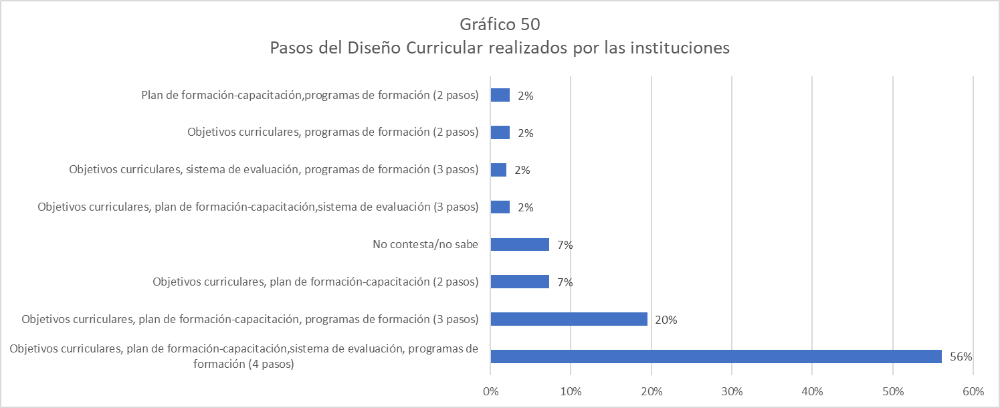 Gráfico 50
Pasos del Diseño Curricular realizados por las instituciones
Plan de formación-capacitación,programas de formación (2 pasos)
2%
Objetivos curriculares, programas de formación (2 pasos)
2%
Objetivos curriculares, sistema de evaluación, programas de formación (3 pasos)
2%
Objetivos curriculares, plan de formación-capacitación,sistema de evaluación (3 pasos)
2%
No contesta/no sabe
7%
Objetivos curriculares, plan de formación-capacitación (2 pasos)
7%
Objetivos curriculares, plan de formación-capacitación, programas de formación (3 pasos)
20%
Objetivos curriculares, plan de formación-capacitación,sistema de evaluación, programas de
formación (4 pasos)
56%
0% 10% 20% 30% 40% 50% 60%